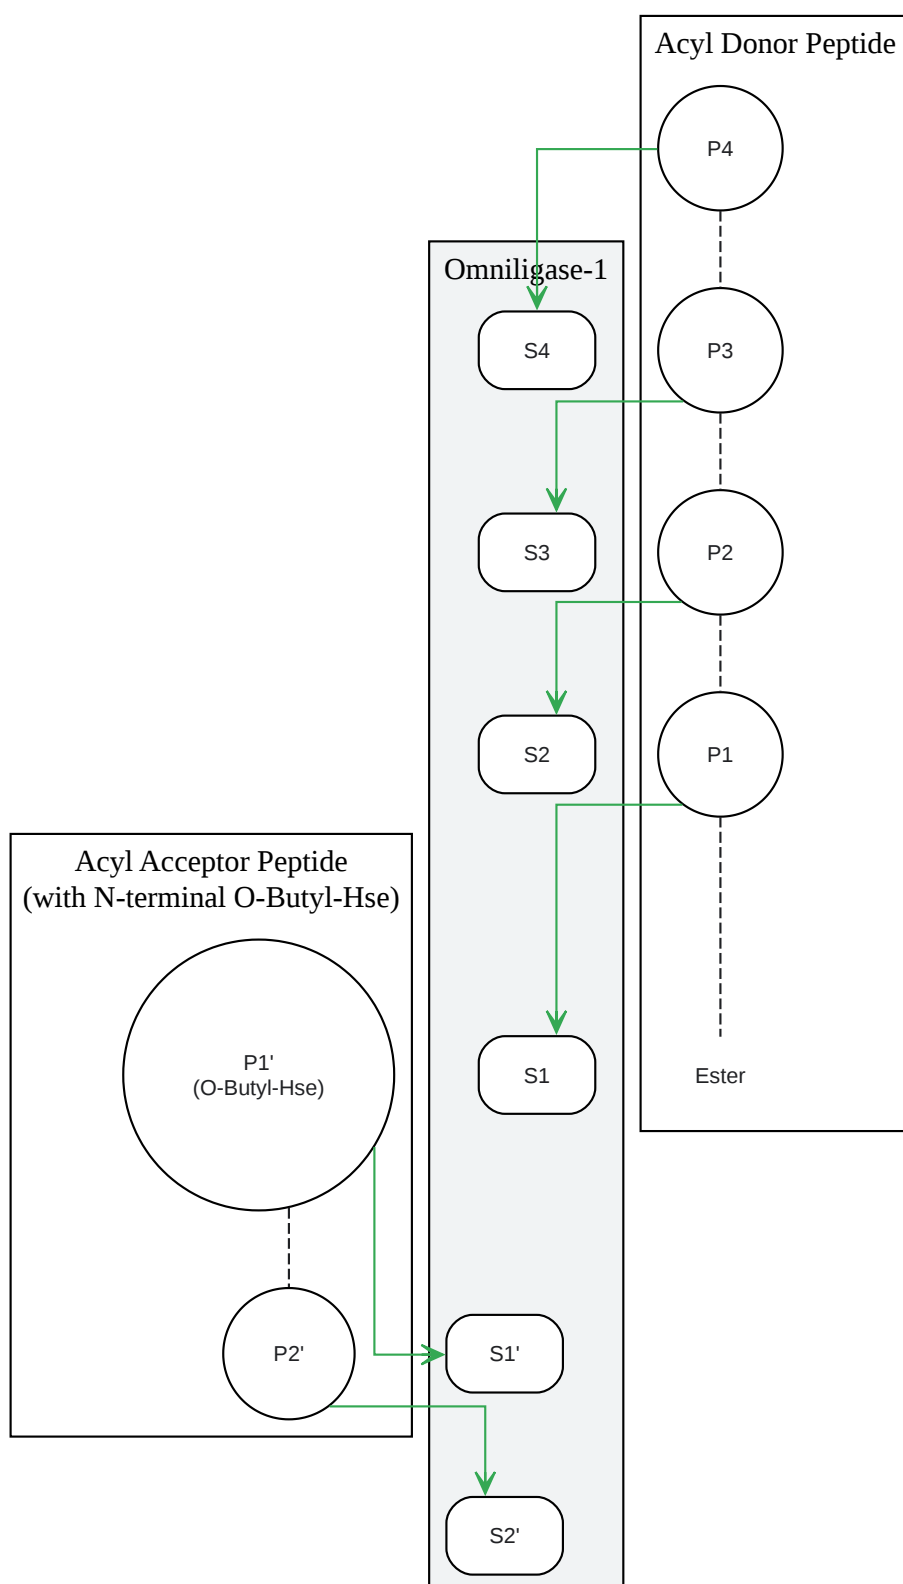 Acyl Donor Peptide
P4
Omniligase-1
S4
P3
S3
P2
S2
P1
Acyl Acceptor Peptide
(with N-terminal O-Butyl-Hse)
P1'
(O-Butyl-Hse)
S1
Ester
P2'
S1'
S2'